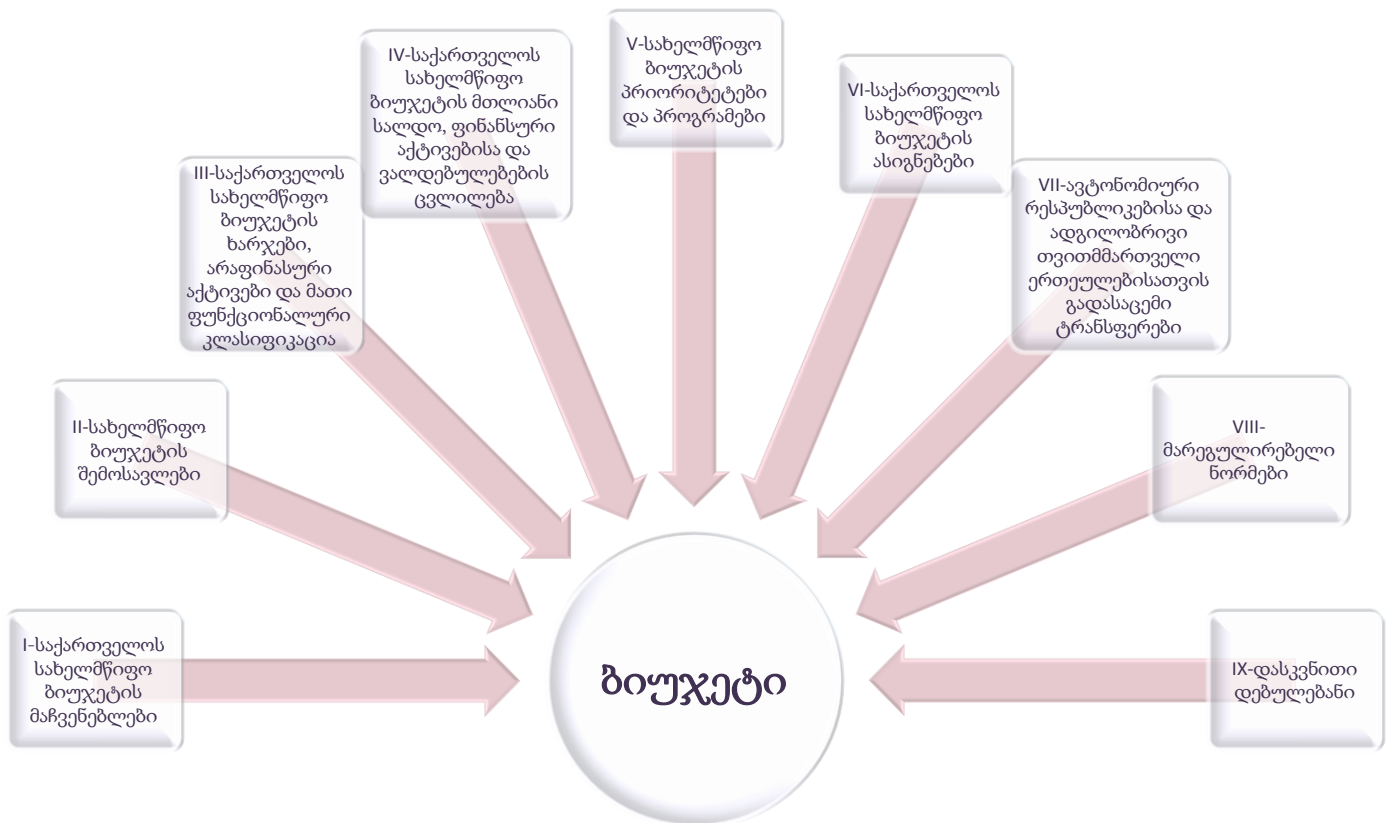 I-საქართველოს
სახელმწიფო
ბიუჯეტის
მაჩვენებლები
II-სახელმწიფო
ბიუჯეტის
შემოსავლები
III-საქართველოს
სახელმწიფო
ბიუჯეტის
ხარჯები,
არაფინასური
აქტივები და მათი
ფუნქციონალური
კლასიფიკაცია
IV-საქართველოს
სახელმწიფო
ბიუჯეტის მთლიანი
სალდო, ფინანსური
აქტივებისა და
ვალდებულებების
ცვლილება
V-სახელმწიფო
ბიუჯეტის
პრიორიტეტები
და პროგრამები
VI-საქართველოს
სახელმწიფო
ბიუჯეტის
ასიგნებები
VII-ავტონომიური
რესპუბლიკებისა და
ადგილობრივი
თვითმმართველი
ერთეულებისათვის
გადასაცემი
ტრანსფერები
VIII-
მარეგულირებელი
ნორმები
IX-დასკვნითი
დებულებანი
ბიუჯეტი